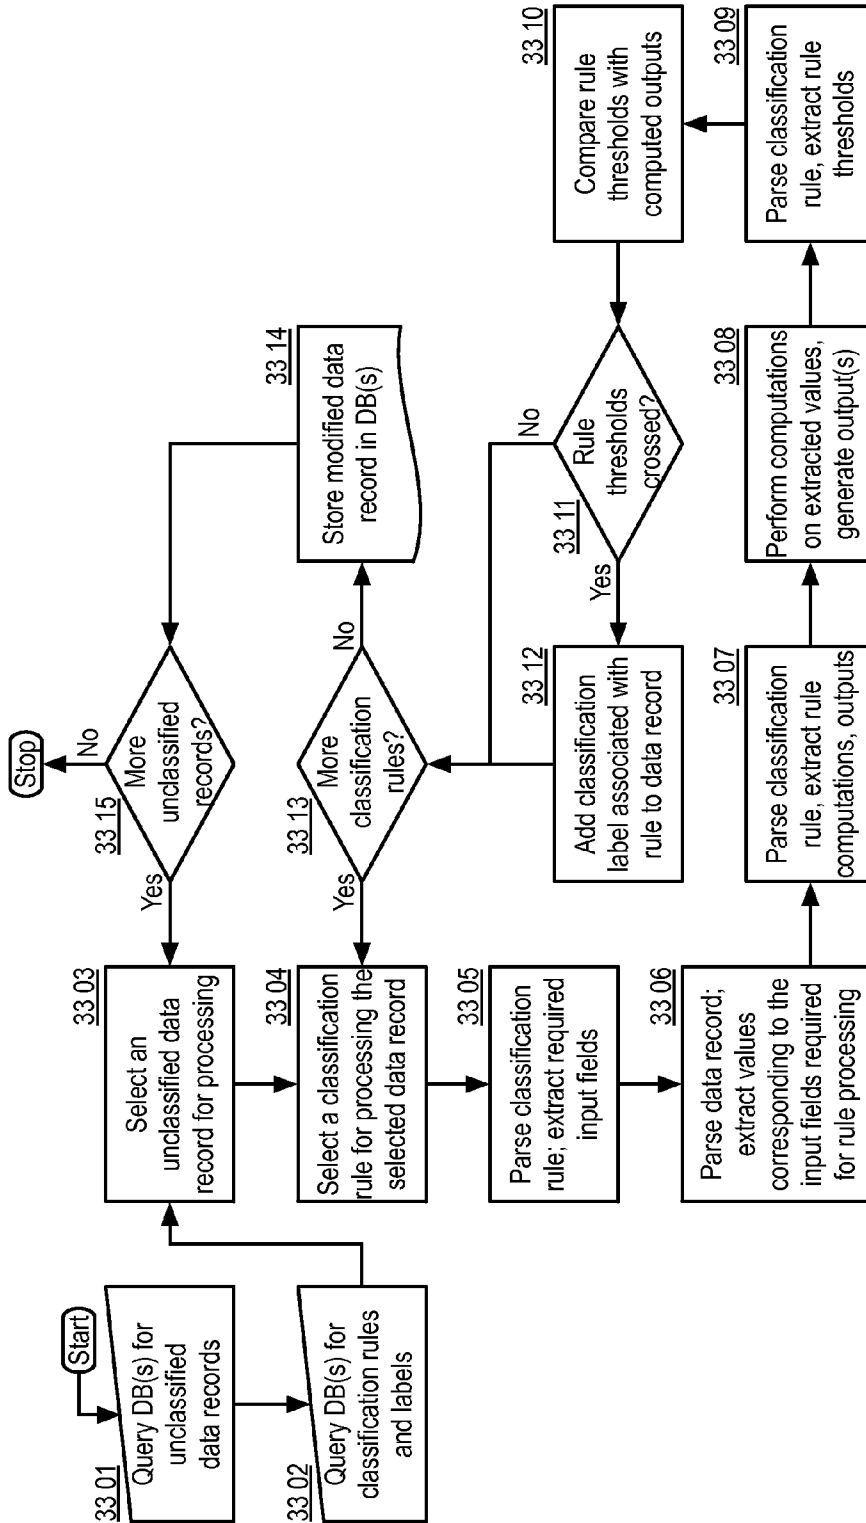 Start
33 01
Query DB(s) for
unclassified
data records
33 02
Query DB(s) for
classification rules
and labels
33 03
Select an
unclassified data
record for processing
33 04
Select a classification
rule for processing the
selected data record
33 05
Parse classification
rule; extract required
input fields
33 06
Parse data record;
extract values
corresponding to the
input fields required
for rule processing
33 07
Parse classification
rule, extract rule
computations, outputs
33 08
Perform computations
on extracted values,
generate output(s)
33 09
Parse classification
rule, extract rule
thresholds
33 10
Compare rule
thresholds with
computed outputs
33 11
Rule
thresholds
crossed?
Yes
No
33 12
Add classification
label associated with
rule to data record
33 13
More
classification
rules?
Yes
No
33 14
Store modified data
record in DB(s)
33 15
More
unclassified
records?
Yes
No
Stop